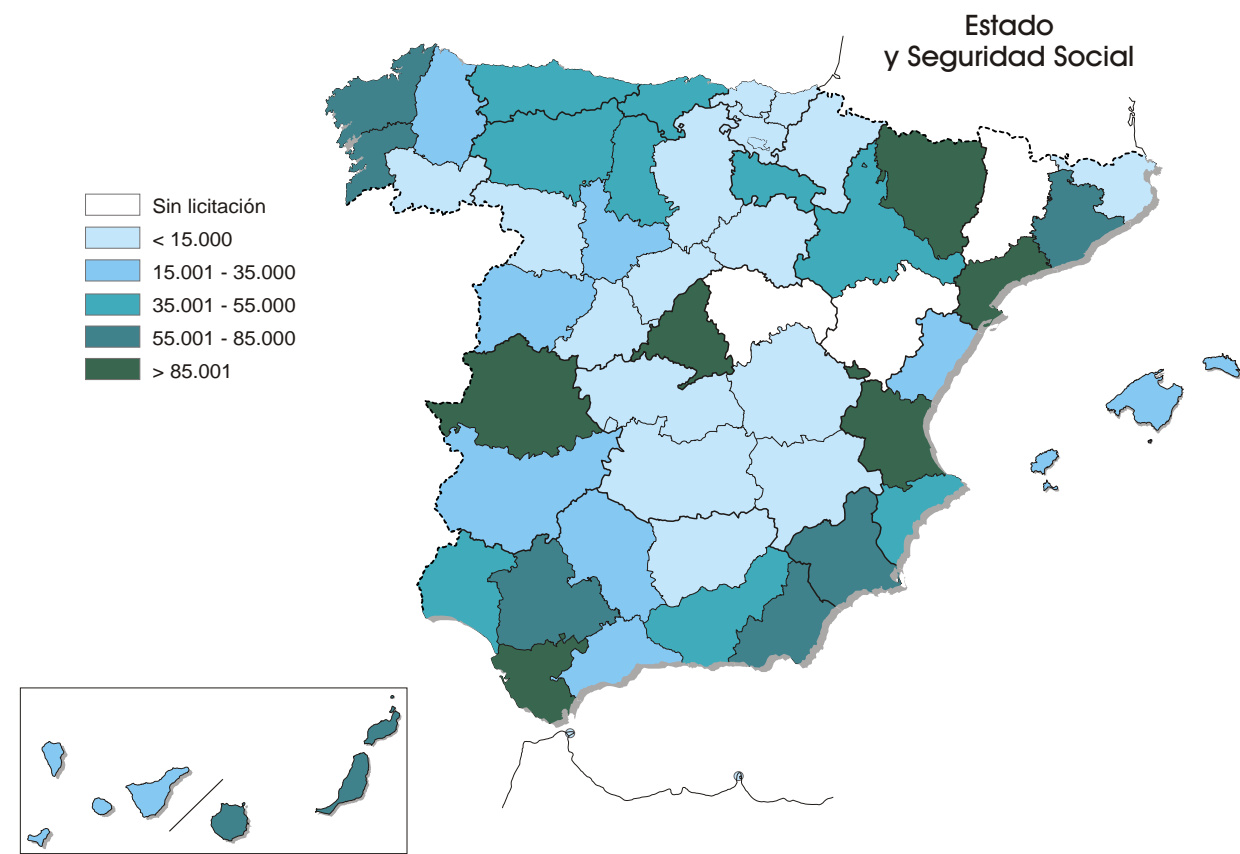 Estado
y Seguridad Social
Sin licitación
< 15.000
15.001 - 35.000
35.001 - 55.000
55.001 - 85.000
> 85.001